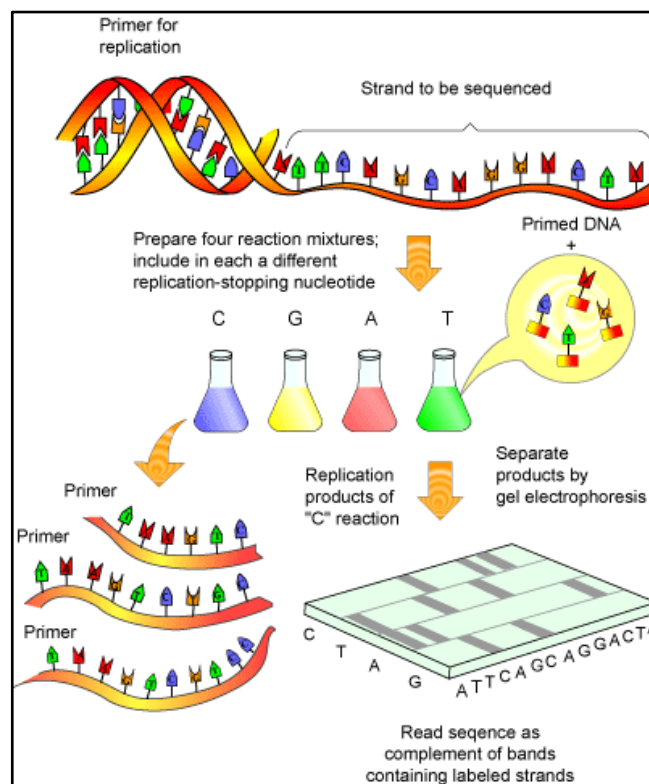 Primer for
replication
Strand to be sequenced
Prepare four reaction mixtures;
include in each a different
replication-stopping nucleotide
Primed DNA
+
C G A T
Replication
products of
"C" reaction
Separate
products by
gel electrophoresis
Primer
Primer
Primer
C T A G
ATTCAGCAGGACTA
Read seqence as
complement of bands
containing labeled strands